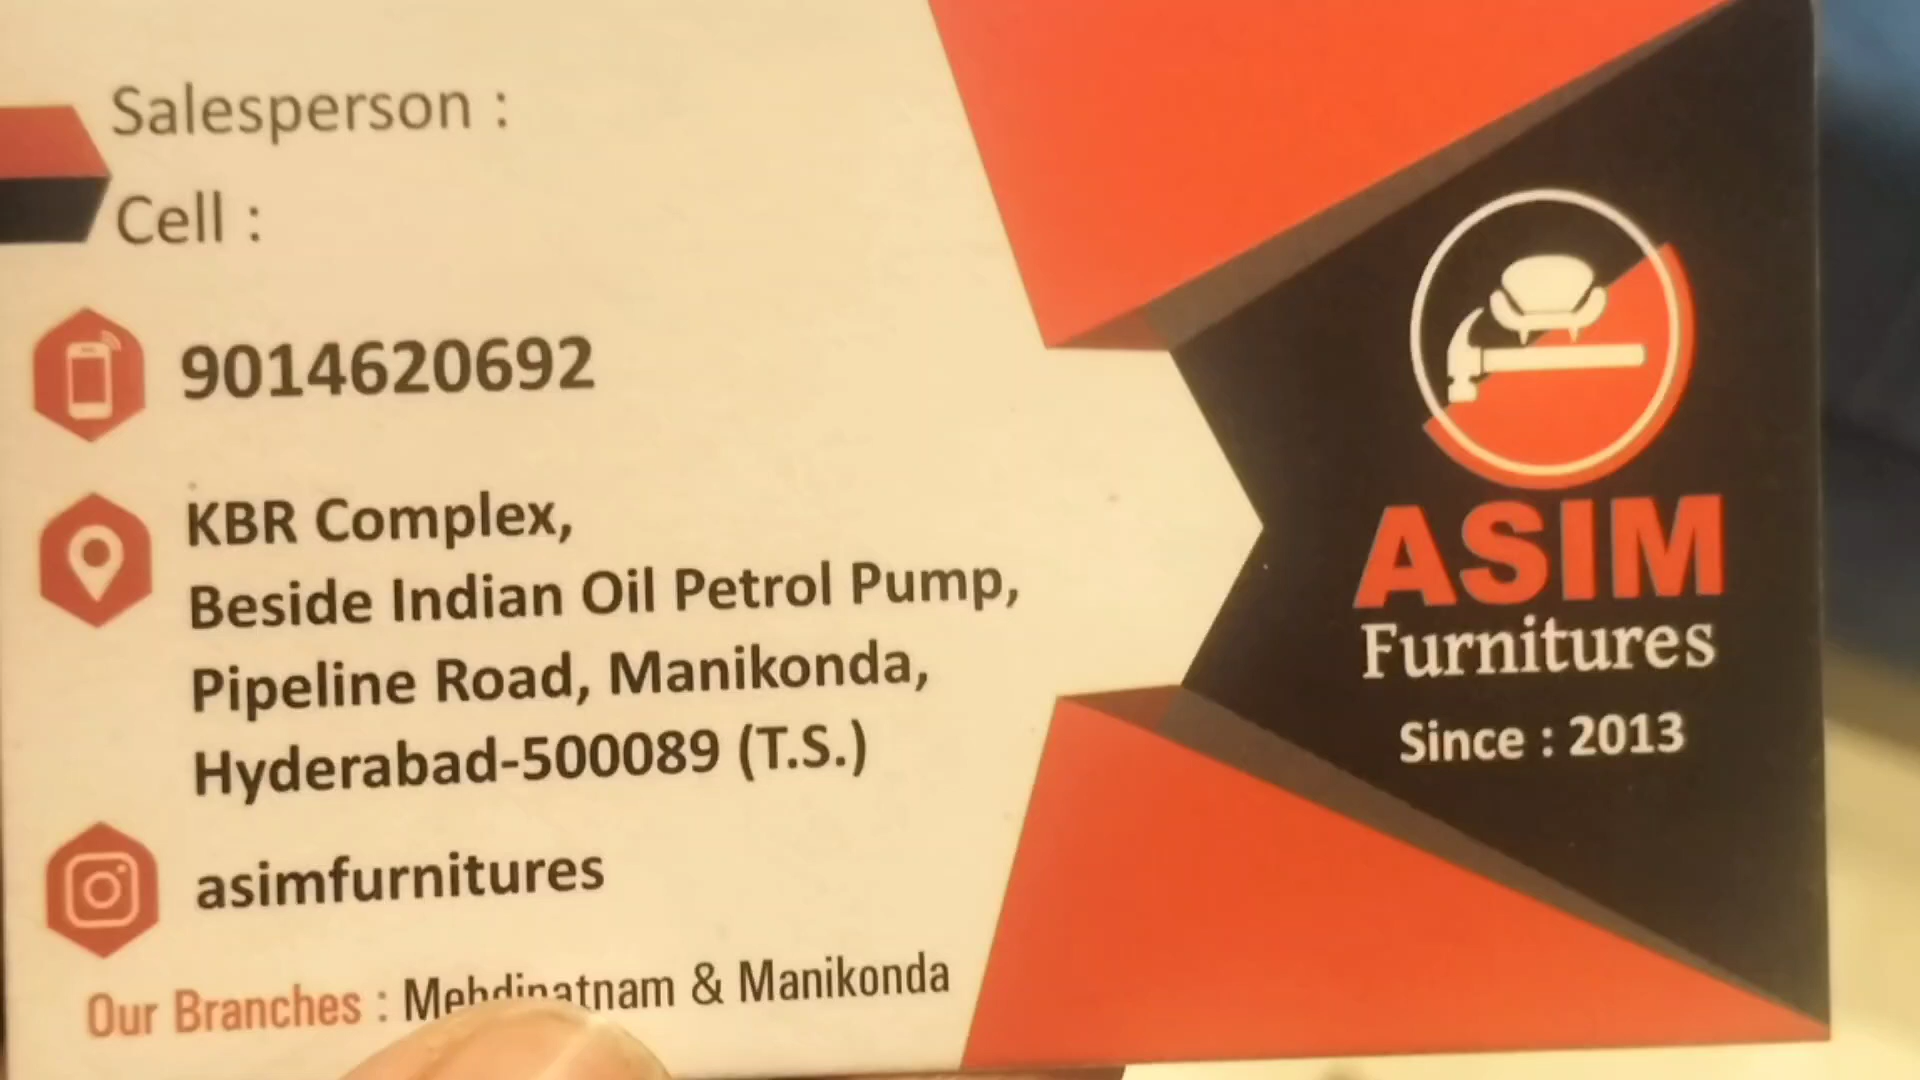 Salesperson :
Cell :
9014620692
KBR Complex,
Beside Indian Oil Petrol Pump,
Pipeline Road, Manikonda,
Hyderabad-500089 (T.S.)
asimfurnitures
Our Branches : Mehdipatnam & Manikonda
ASIM
Furnitures
Since : 2013